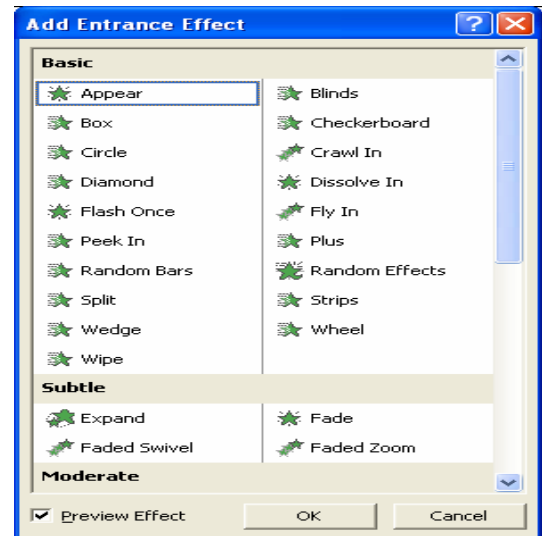 Add Entrance Effect
Basic
Appear Blinds
Box Checkerboard
Circle Crawl In
Diamond Dissolve In
Flash Once Fly In
Peek In Plus
Random Bars Random Effects
Split Strips
Wedge Wheel
Wipe
Subtle
Expand Fade
Faded Swivel Faded Zoom
Moderate
Preview Effect OK Cancel